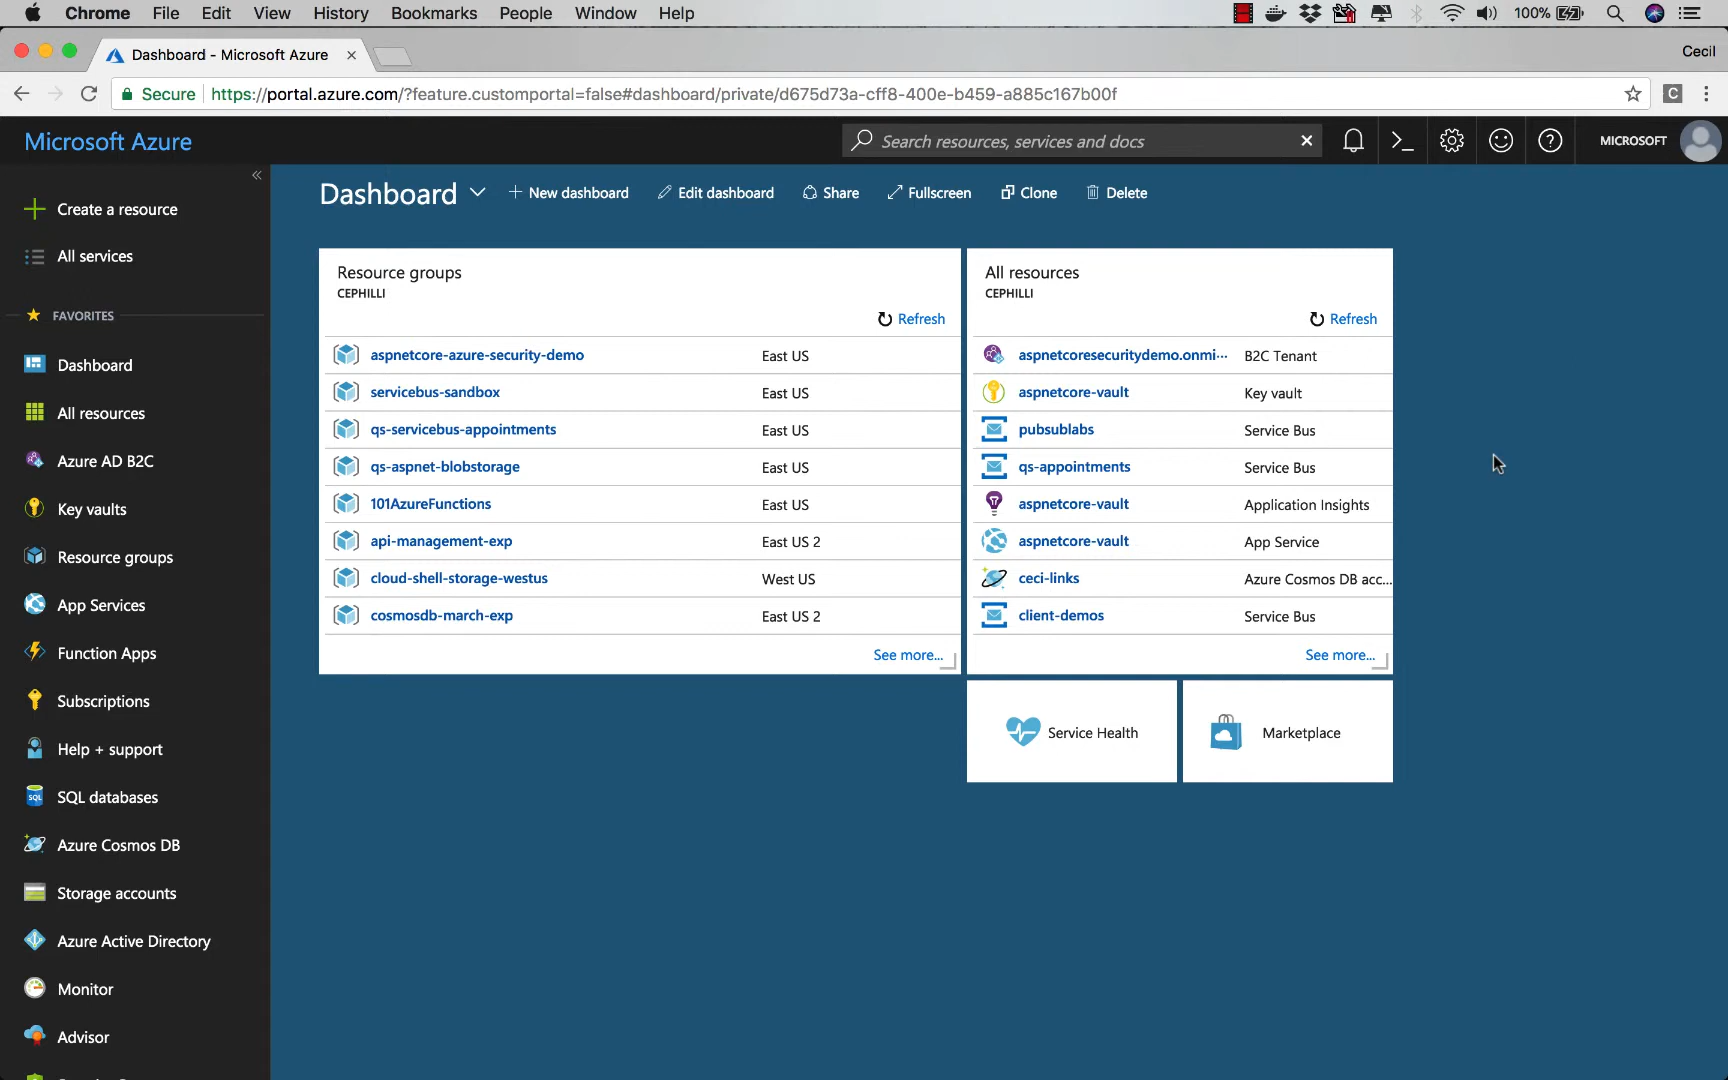 Chrome File Edit View History Bookmarks People Window Help 100%
Dashboard - Microsoft Azure Cecil
Secure https://portal.azure.com/?feature.customportal=false#dashboard/private/d675d73a-cff8-400e-b459-a885c167b00f C
Microsoft Azure Search resources, services and docs MICROSOFT
Create a resource
All services
FAVORITES
Dashboard
All resources
Azure AD B2C
Key vaults
Resource groups
App Services
Function Apps
Subscriptions
Help + support
SQL databases
Azure Cosmos DB
Storage accounts
Azure Active Directory
Monitor
Advisor
Dashboard New dashboard Edit dashboard Share Fullscreen Clone Delete
Resource groups
CEPHILLI
Refresh
aspnetcore-azure-security-demo East US
servicebus-sandbox East US
qs-servicebus-appointments East US
qs-aspnet-blobstorage East US
101AzureFunctions East US
api-management-exp East US 2
cloud-shell-storage-westus West US
cosmosdb-march-exp East US 2
See more...
All resources
CEPHILLI
Refresh
aspnetcoresecuritydemo.onmi··· B2C Tenant
aspnetcore-vault Key vault
pubsublabs Service Bus
qs-appointments Service Bus
aspnetcore-vault Application Insights
aspnetcore-vault App Service
ceci-links Azure Cosmos DB acc...
client-demos Service Bus
See more...
Service Health
Marketplace